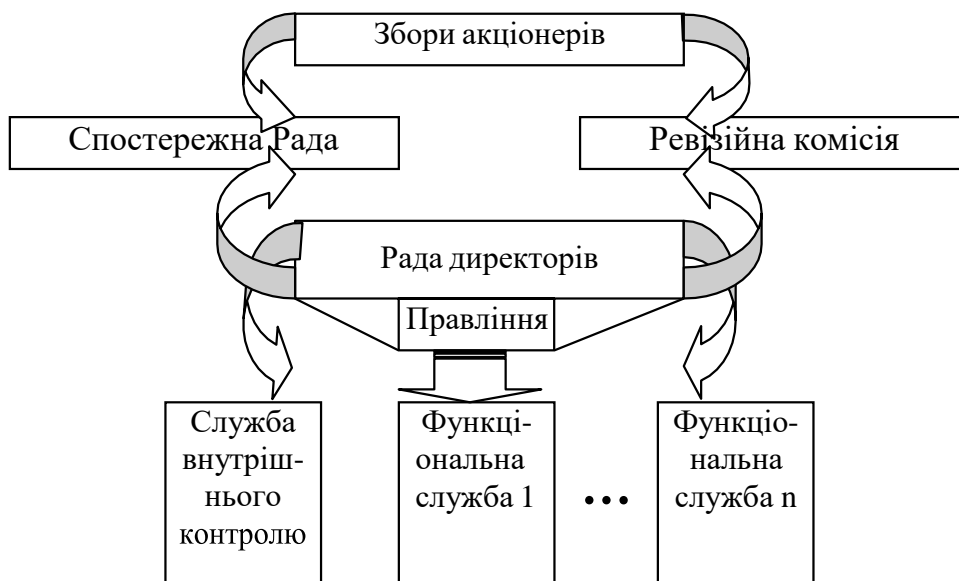 Збори акціонерів
Спостережна Рада
Ревізійна комісія
Рада директорів
Правління
Служба
внутріш-
нього
контролю
Функці-
ональна
служба 1
...
Функціо-
нальна
служба n